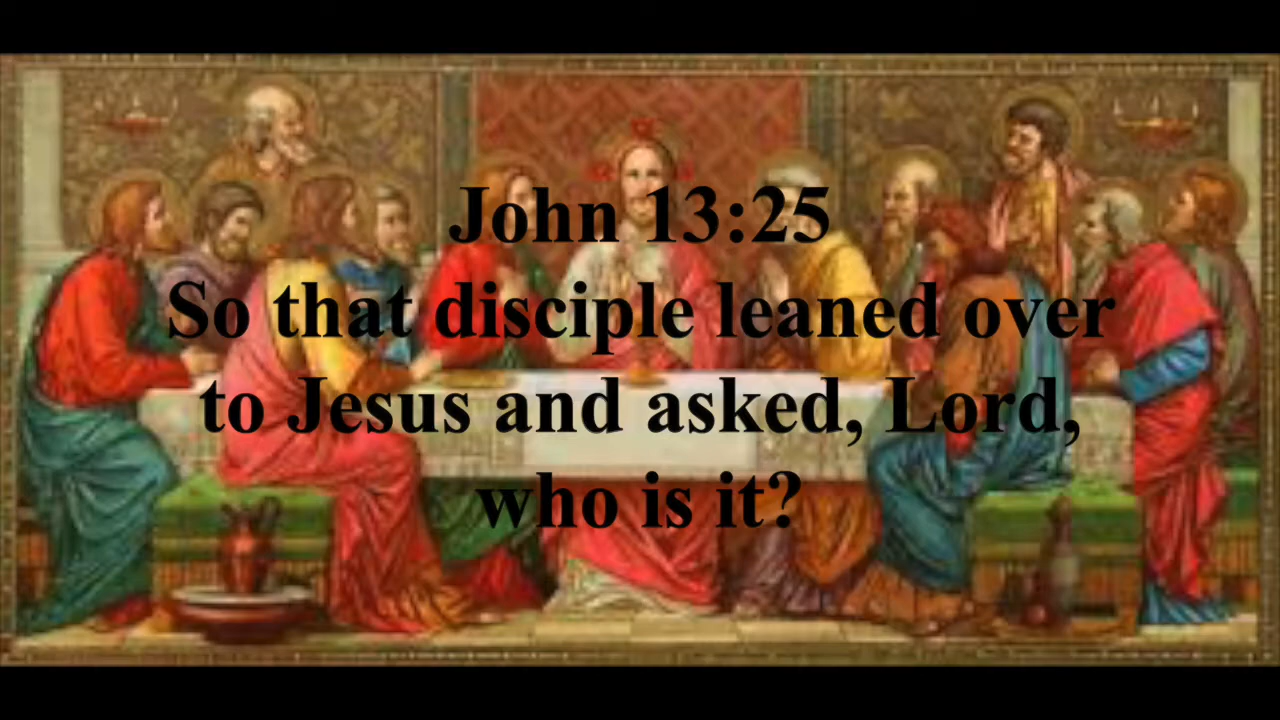 John 13:25
So that disciple leaned over
to Jesus and asked, Lord,
who is it?